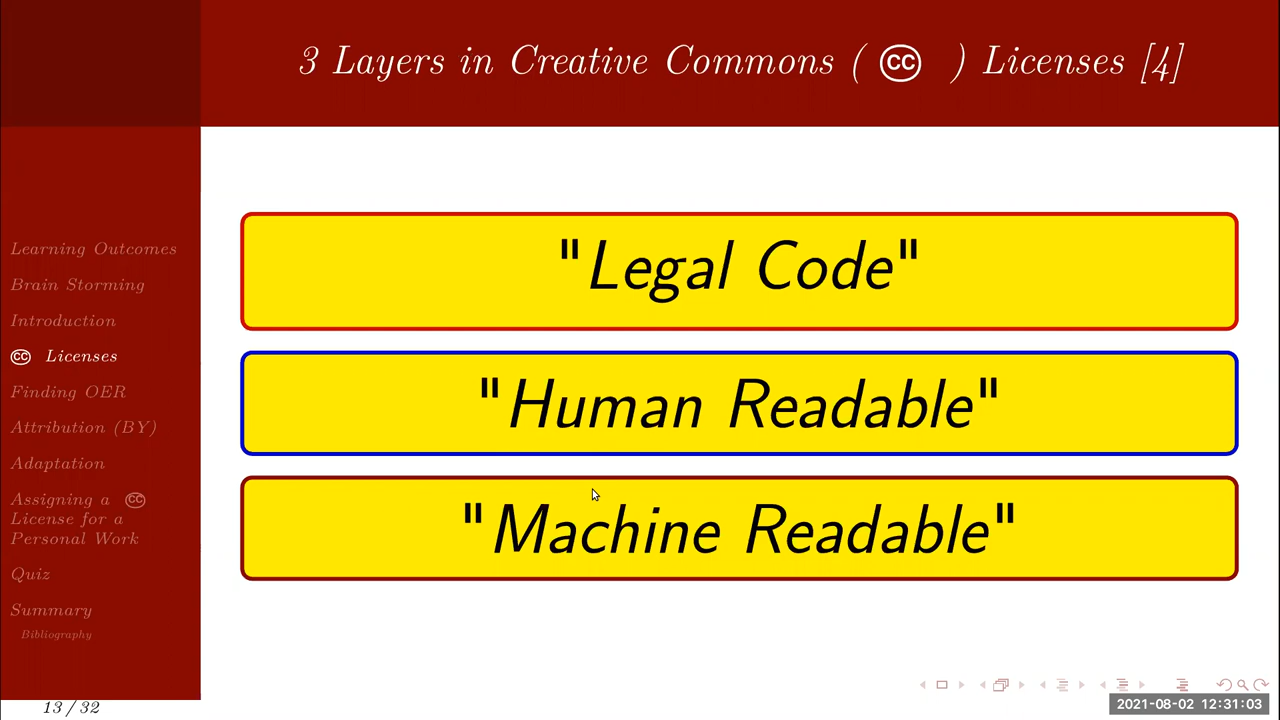 3 Layers in Creative Commons ( cc ) Licenses [4]
Learning Outcomes
Brain Storming
Introduction
cc Licenses
Finding OER
Attribution (BY)
Adaptation
Assigning a cc
License for a
Personal Work
Quiz
Summary
Bibliography
"Legal Code"
"Human Readable"
"Machine Readable"
13 / 32
2021-08-02 12:31:03